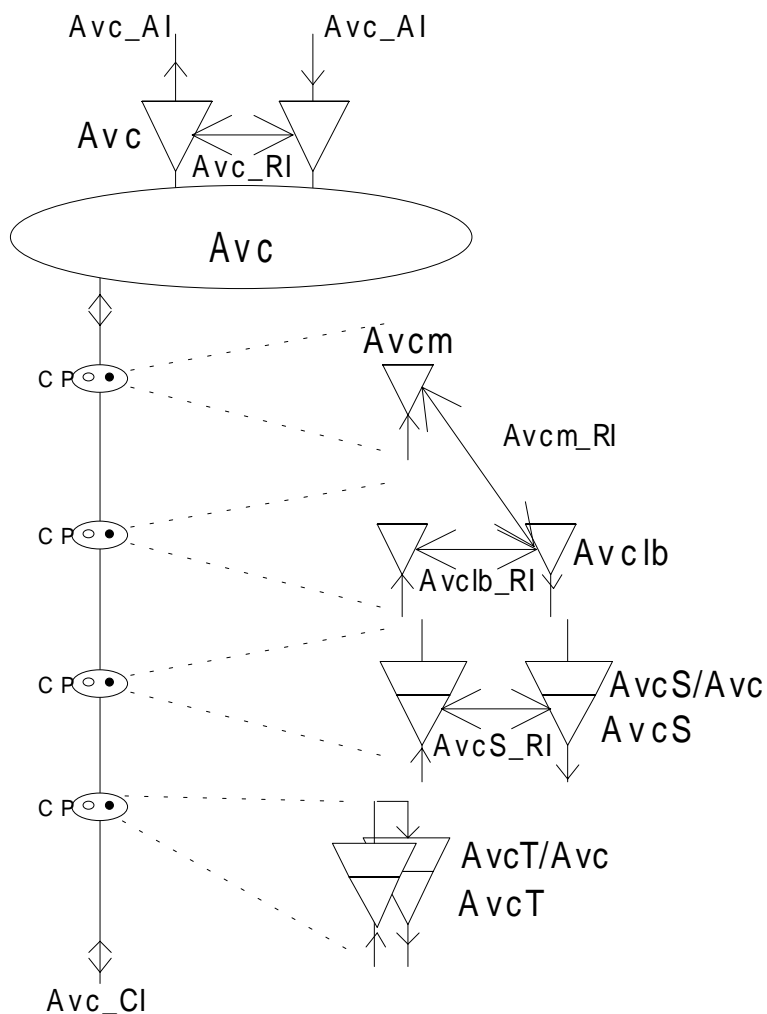 Avc_AI
Avc_AI
Avc
Avc_RI
Avc
Avcm
CP
Avcm_RI
CP
Avclb
Avclb_RI
CP
AvcS/Avc
AvcS
AvcS_RI
CP
AvcT/Avc
AvcT
Avc_CI